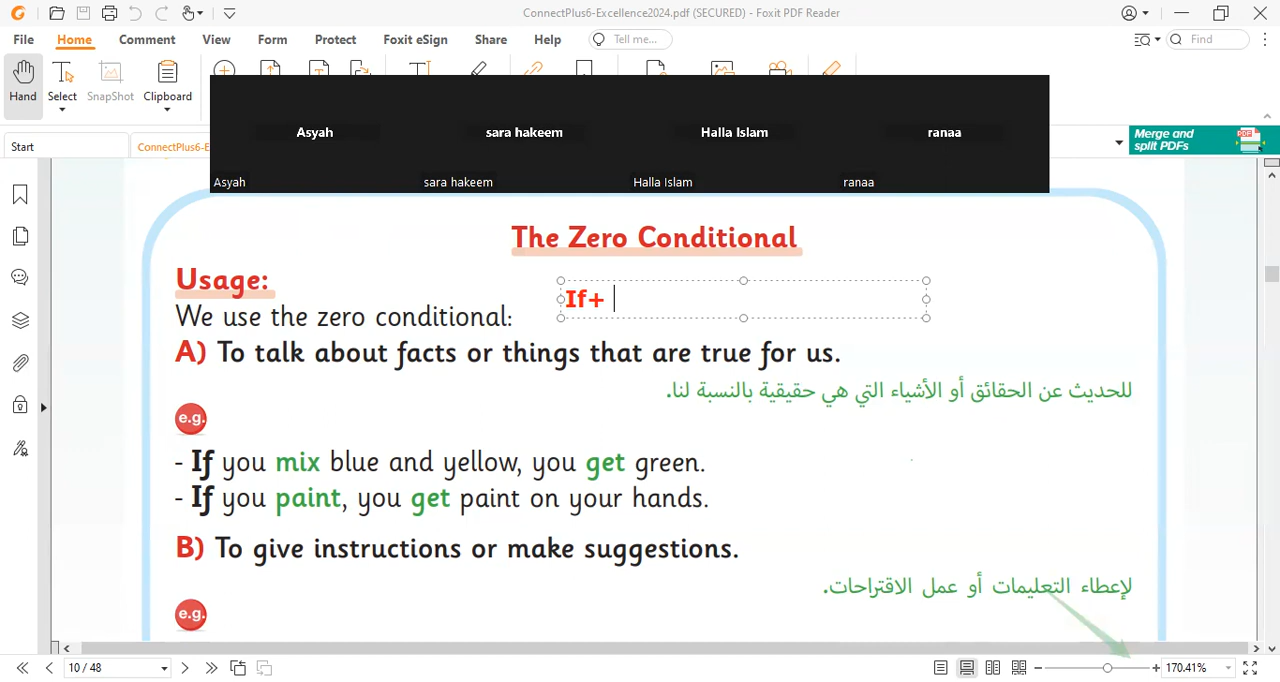 ConnectPlus6-Excellence2024.pdf (SECURED) - Foxit PDF Reader
File Home Comment View Form Protect Foxit eSign Share Help Tell me... Find
Hand Select SnapShot Clipboard
Asyah sara hakeem Halla Islam ranaa
Asyah sara hakeem Halla Islam ranaa
Start ConnectPlus6-E
Merge and
split PDFs
PDF
The Zero Conditional
Usage:
If+
We use the zero conditional:
A) To talk about facts or things that are true for us.
للحديث عن الحقائق أو الأشياء التي هي حقيقية بالنسبة لنا.
e.g.
- If you mix blue and yellow, you get green.
- If you paint, you get paint on your hands.
B) To give instructions or make suggestions.
لإعطاء التعليمات أو عمل الاقتراحات.
e.g.
10 / 48 170.41%